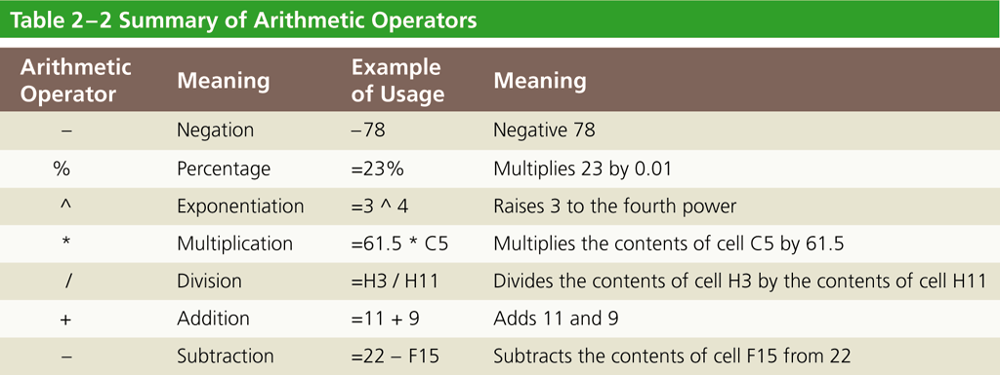 Table 2–2 Summary of Arithmetic Operators
Arithmetic Operator Meaning Example of Usage Meaning
– Negation –78 Negative 78
% Percentage =23% Multiplies 23 by 0.01
^ Exponentiation =3 ^ 4 Raises 3 to the fourth power
* Multiplication =61.5 * C5 Multiplies the contents of cell C5 by 61.5
/ Division =H3 / H11 Divides the contents of cell H3 by the contents of cell H11
+ Addition =11 + 9 Adds 11 and 9
– Subtraction =22 – F15 Subtracts the contents of cell F15 from 22